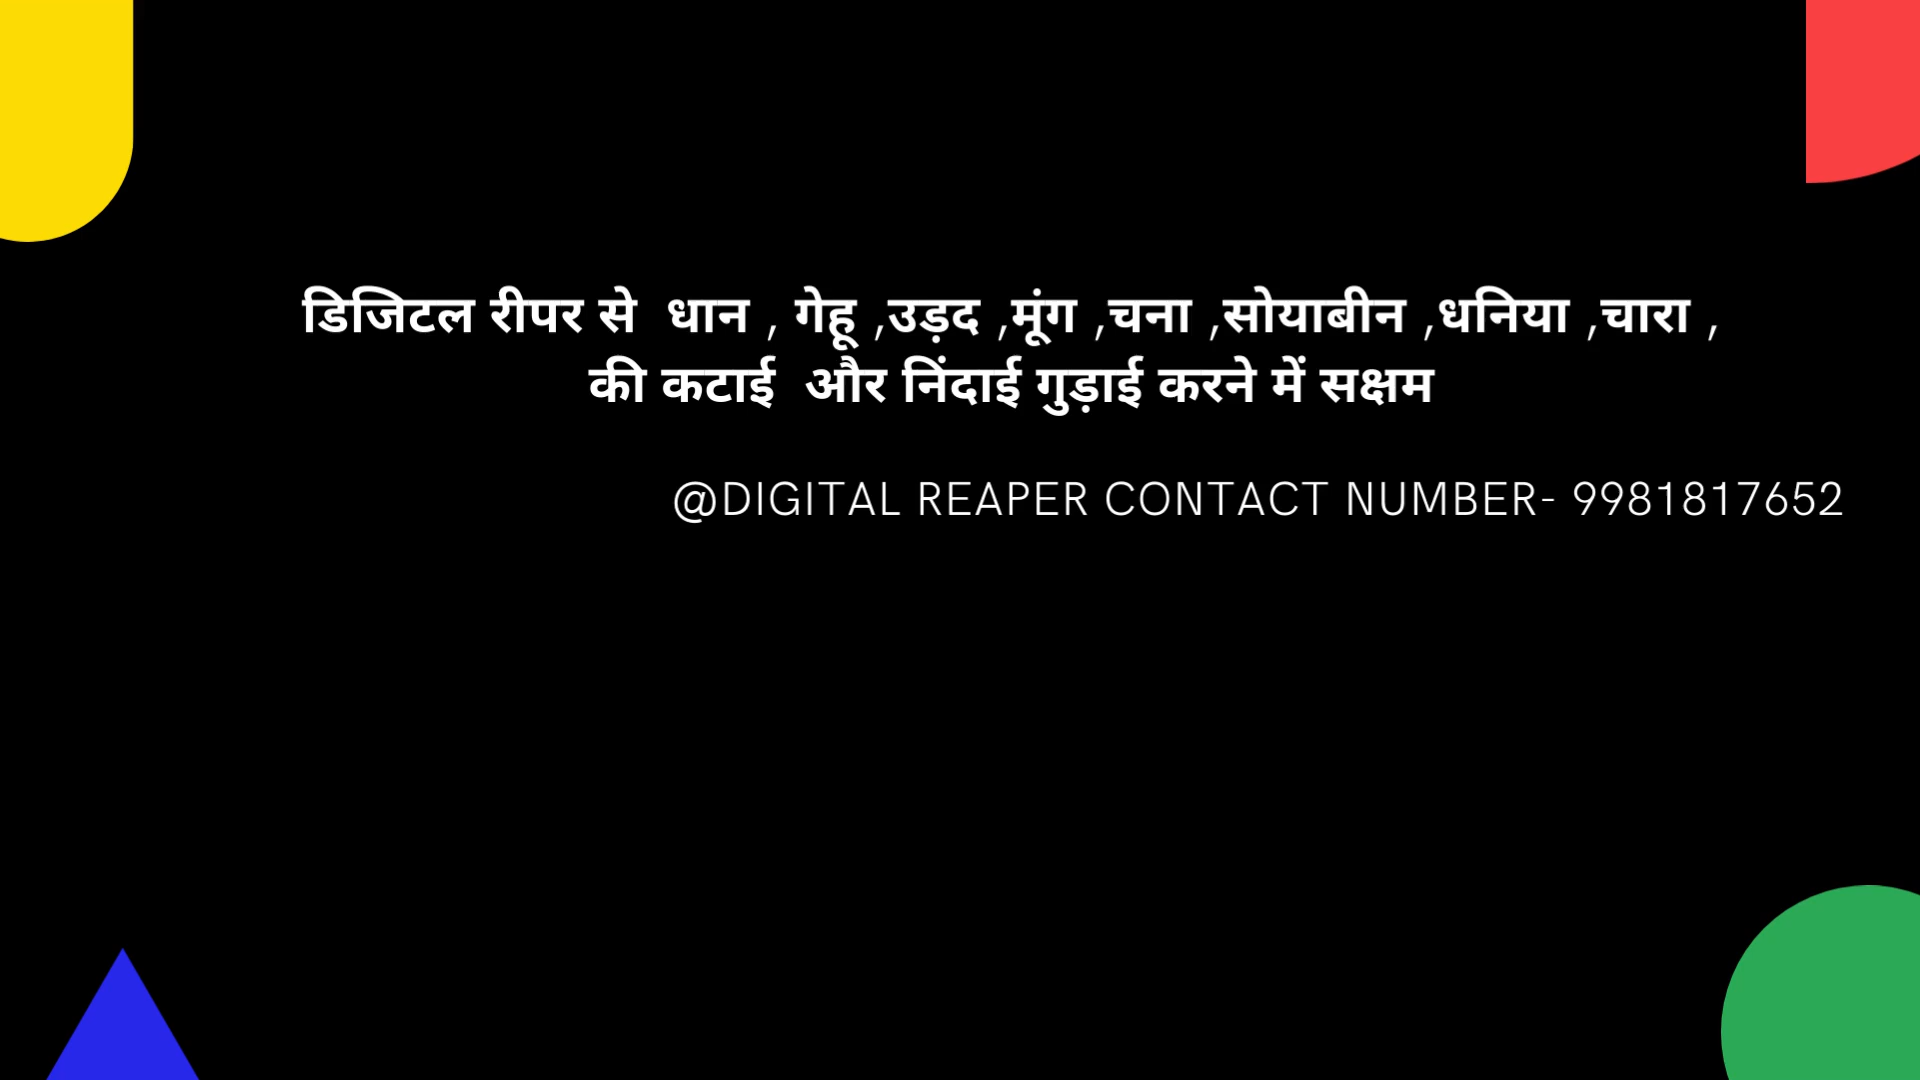 डिजिटल रीपर से  धान , गेहू ,उड़द ,मूंग ,चना ,सोयाबीन ,धनिया ,चारा ,
की कटाई  और निंदाई गुड़ाई करने में सक्षम
@DIGITAL REAPER CONTACT NUMBER- 9981817652